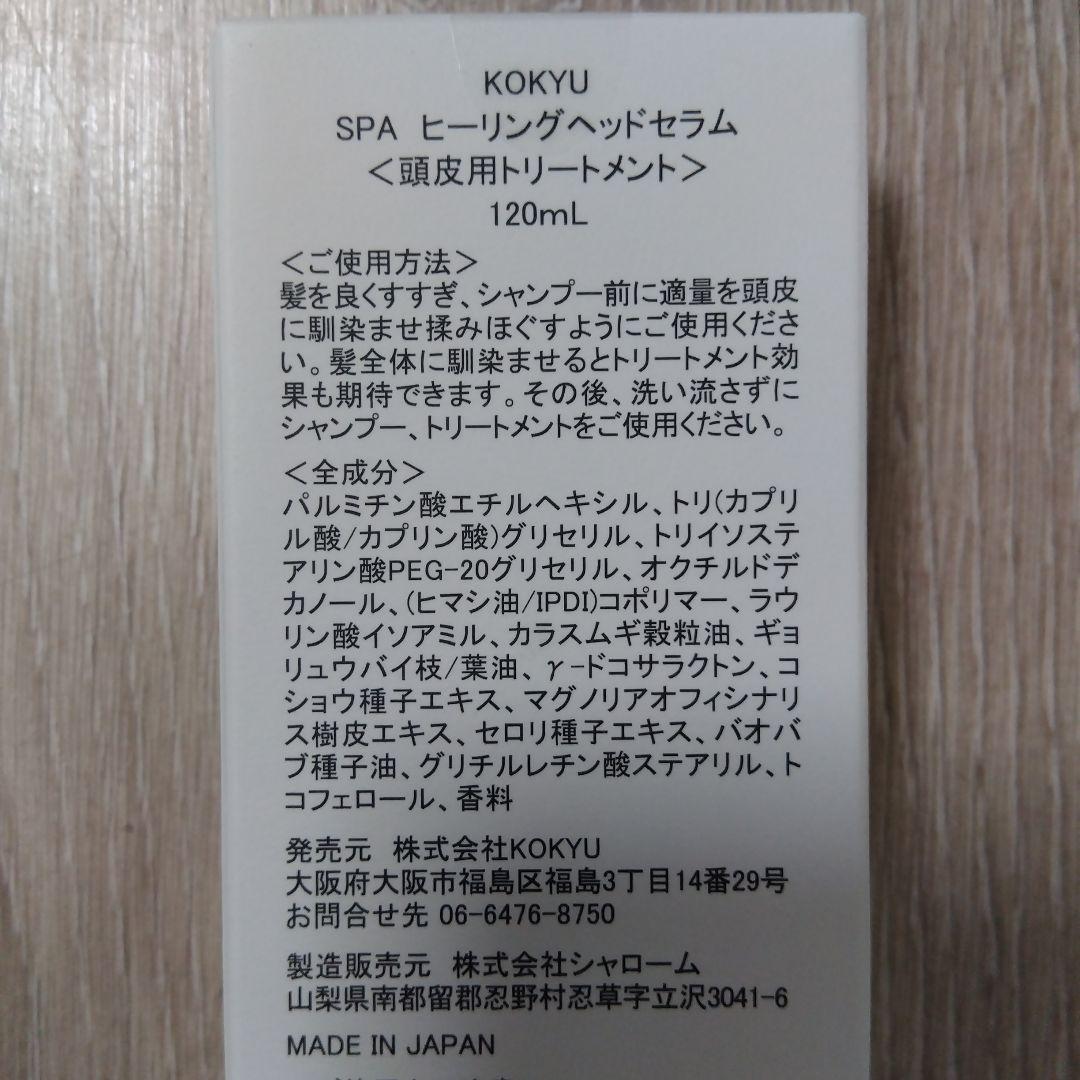 KOKYU
SPA ヒーリングヘッドセラム
＜頭皮用トリートメント＞
120mL
＜ご使用方法＞
髪を良くすすぎ、シャンプー前に適量を頭皮
に馴染ませ揉みほぐすようにご使用くださ
い。髪全体に馴染ませるとトリートメント効
果も期待できます。その後、洗い流さずに
シャンプー、トリートメントをご使用ください。
＜全成分＞
パルミチン酸エチルヘキシル、トリ(カプリ
ル酸/カプリン酸)グリセリル、トリイソステ
アリン酸PEG-20グリセリル、オクチルドデ
カノール、(ヒマシ油/IPDI)コポリマー、ラウ
リン酸イソアミル、カラスムギ穀粒油、ギョ
リュウバイ枝/葉油、γ-ドコサラクトン、コ
ショウ種子エキス、マグノリアオフィシナリ
ス樹皮エキス、セロリ種子エキス、バオバ
ブ種子油、グリチルレチン酸ステアリル、ト
コフェロール、香料
発売元 株式会社KOKYU
大阪府大阪市福島区福島3丁目14番29号
お問合せ先 06-6476-8750
製造販売元 株式会社シャローム
山梨県南都留郡忍野村忍草字立沢3041-6
MADE IN JAPAN